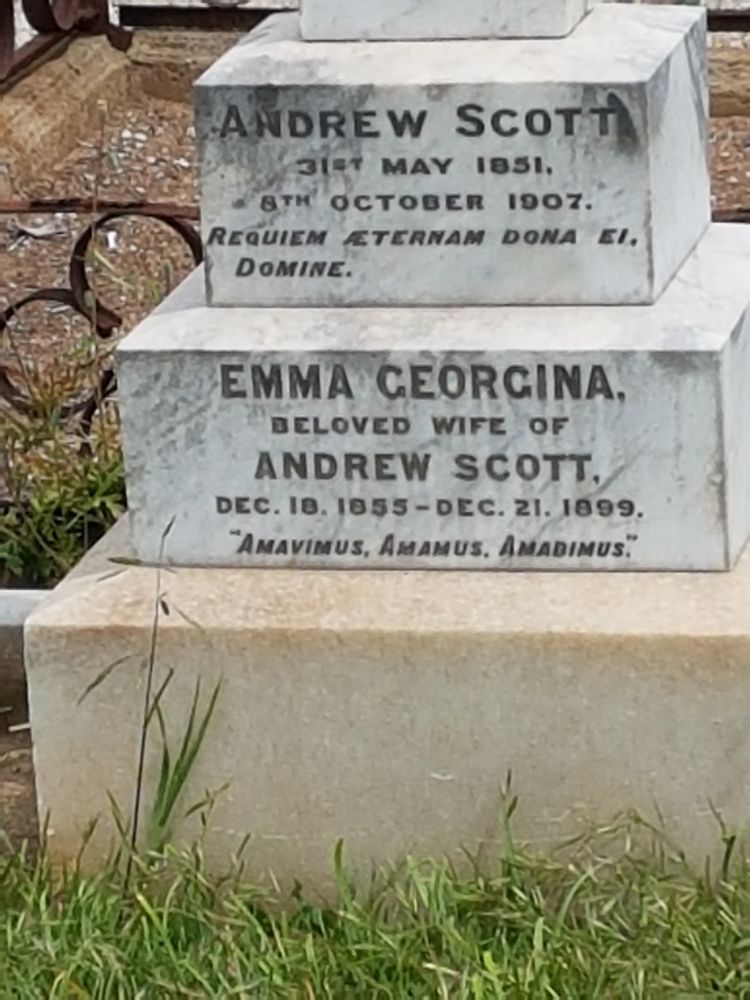 ANDREW SCOTT
31ST MAY 1851.
8TH OCTOBER 1907.
REQUIEM ÆTERNAM DONA EI,
DOMINE.
EMMA GEORGINA,
BELOVED WIFE OF
ANDREW SCOTT,
DEC. 18. 1855 - DEC. 21. 1899.
"AMAVIMUS, AMAMUS, AMABIMUS."